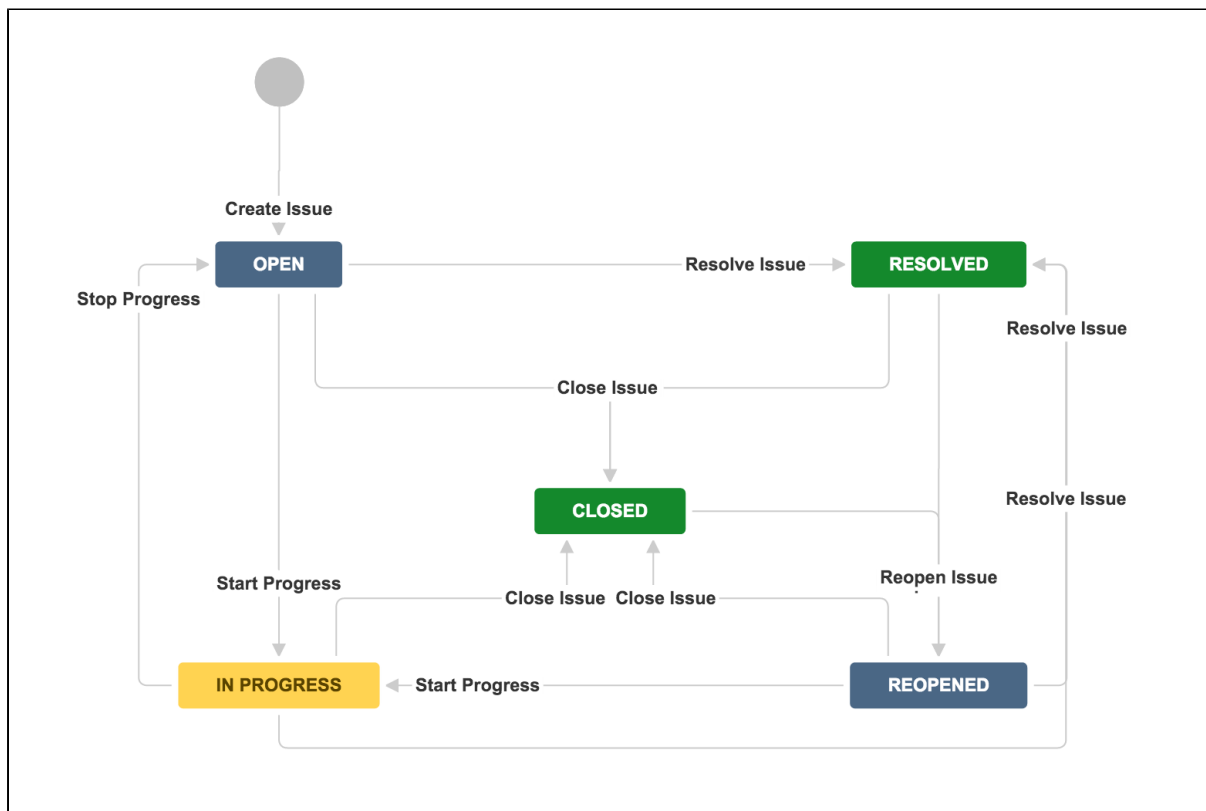 Create Issue
OPEN
Resolve Issue
RESOLVED
Stop Progress
Resolve Issue
Close Issue
Resolve Issue
CLOSED
Start Progress
Reopen Issue
Close Issue
Close Issue
IN PROGRESS
Start Progress
REOPENED